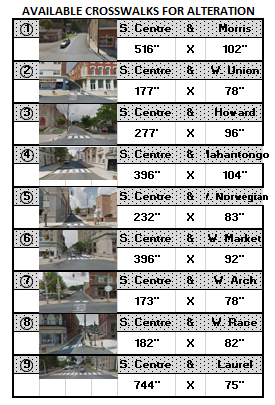 AVAILABLE CROSSWALKS FOR ALTERATION
① S. Centre & Morris
516" X 102"
② S. Centre & W. Union
177" X 78"
③ S. Centre & Howard
277' X 96"
④ S. Centre & Mahantongo
396" X 104"
⑤ S. Centre & W. Norwegian
232" X 83"
⑥ S. Centre & W. Market
396" X 92"
⑦ S. Centre & W. Arch
173" X 78"
⑧ S. Centre & W. Race
182" X 82"
⑨ S. Centre & Laurel
744" X 75"